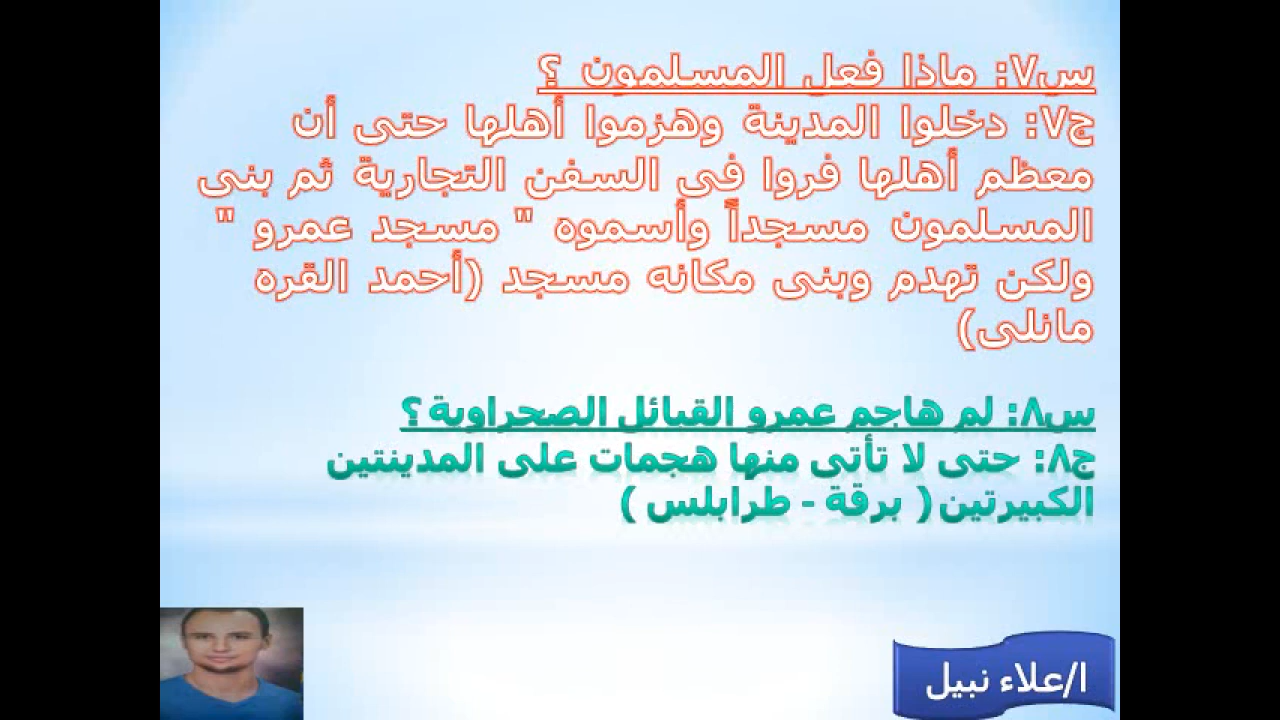 س٧: ماذا فعل المسلمون ؟
ج٧: دخلوا المدينة وهزموا أهلها حتى أن
معظم أهلها فروا فى السفن التجارية ثم بنى
المسلمون مسجداً وأسموه " مسجد عمرو "
ولكن تهدم وبنى مكانه مسجد (أحمد القره
مانلى)
س٨: لم هاجم عمرو القبائل الصحراوية ؟
ج٨: حتى لا تأتى منها هجمات على المدينتين
الكبيرتين ( برقة - طرابلس )
ا/علاء نبيل